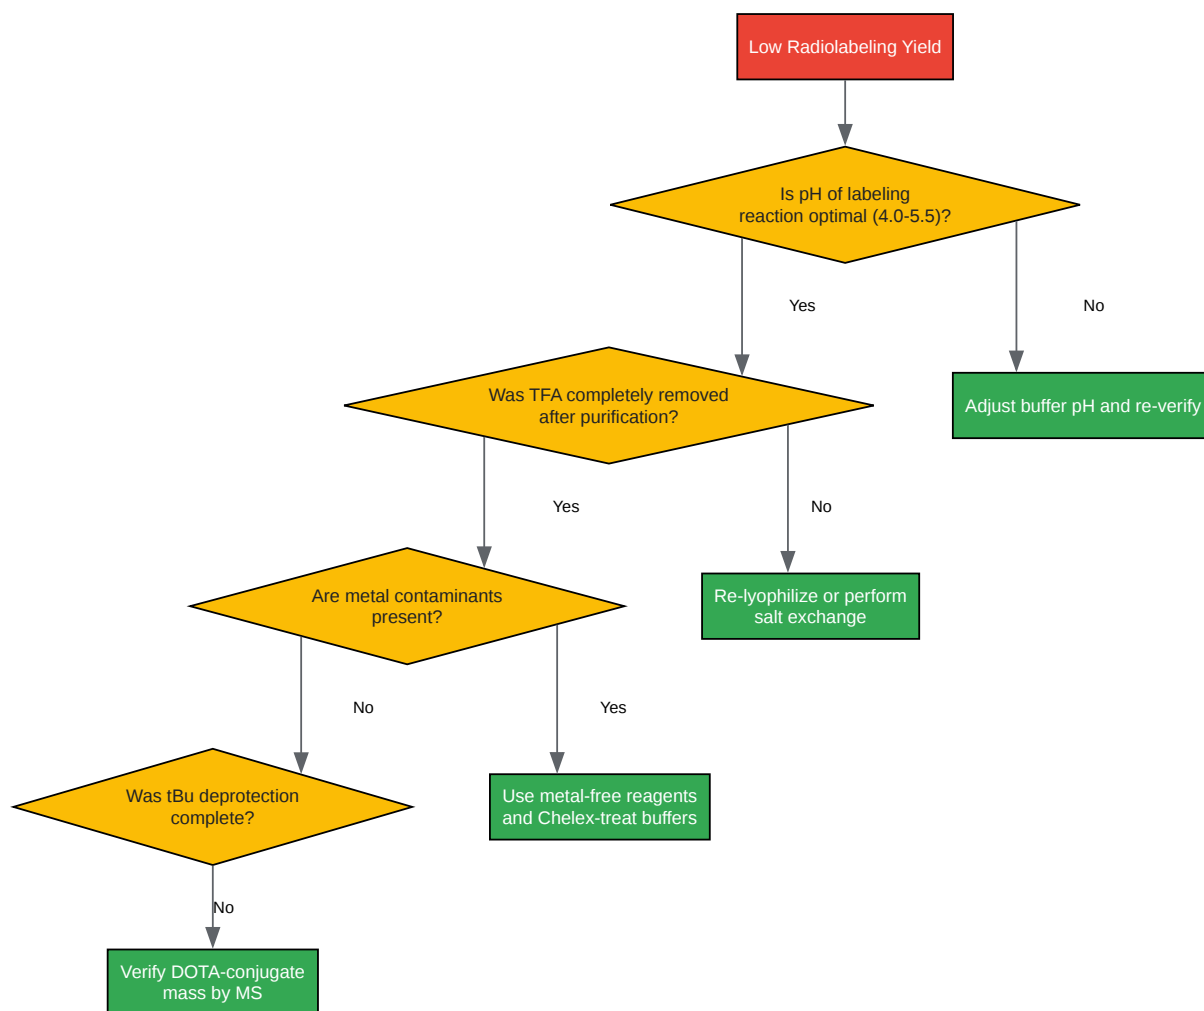 Low Radiolabeling Yield
Is pH of labeling
reaction optimal (4.0-5.5)?
Yes
No
Was TFA completely removed
after purification?
Adjust buffer pH and re-verify
Yes
No
Are metal contaminants
present?
Re-lyophilize or perform
salt exchange
No
Yes
Was tBu deprotection
complete?
Use metal-free reagents
and Chelex-treat buffers
No
Verify DOTA-conjugate
mass by MS